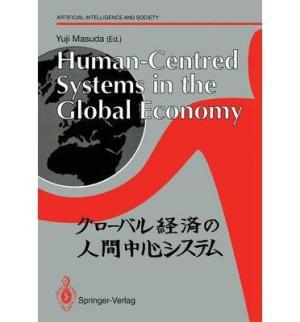 ARTIFICIAL INTELLIGENCE AND SOCIETY
Yuji Masuda (Ed.)
Human-Centred
Systems in the
Global Economy
グローバル経済の
人間中心システム
Springer-Verlag